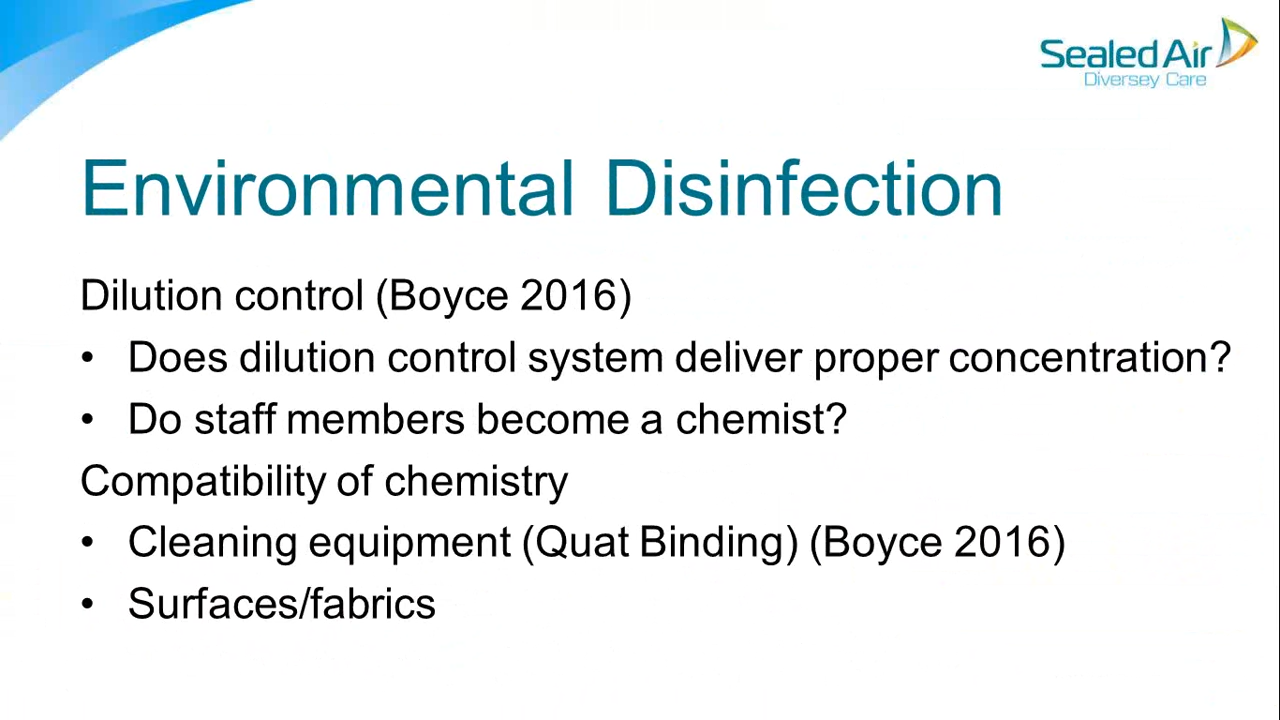 Sealed Air
Diversey Care
Environmental Disinfection
Dilution control (Boyce 2016)
• Does dilution control system deliver proper concentration?
• Do staff members become a chemist?
Compatibility of chemistry
• Cleaning equipment (Quat Binding) (Boyce 2016)
• Surfaces/fabrics